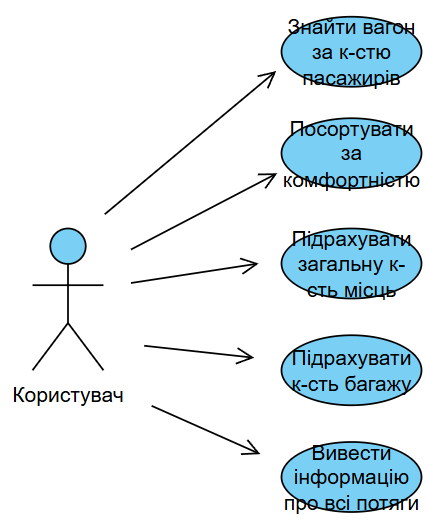 Знайти вагон
за к-стю
пасажирів
Посортувати
за
комфортністю
Підрахувати
загальну к-
сть місць
Користувач
Підрахувати
к-сть багажу
Вивести
інформацію
про всі потяги